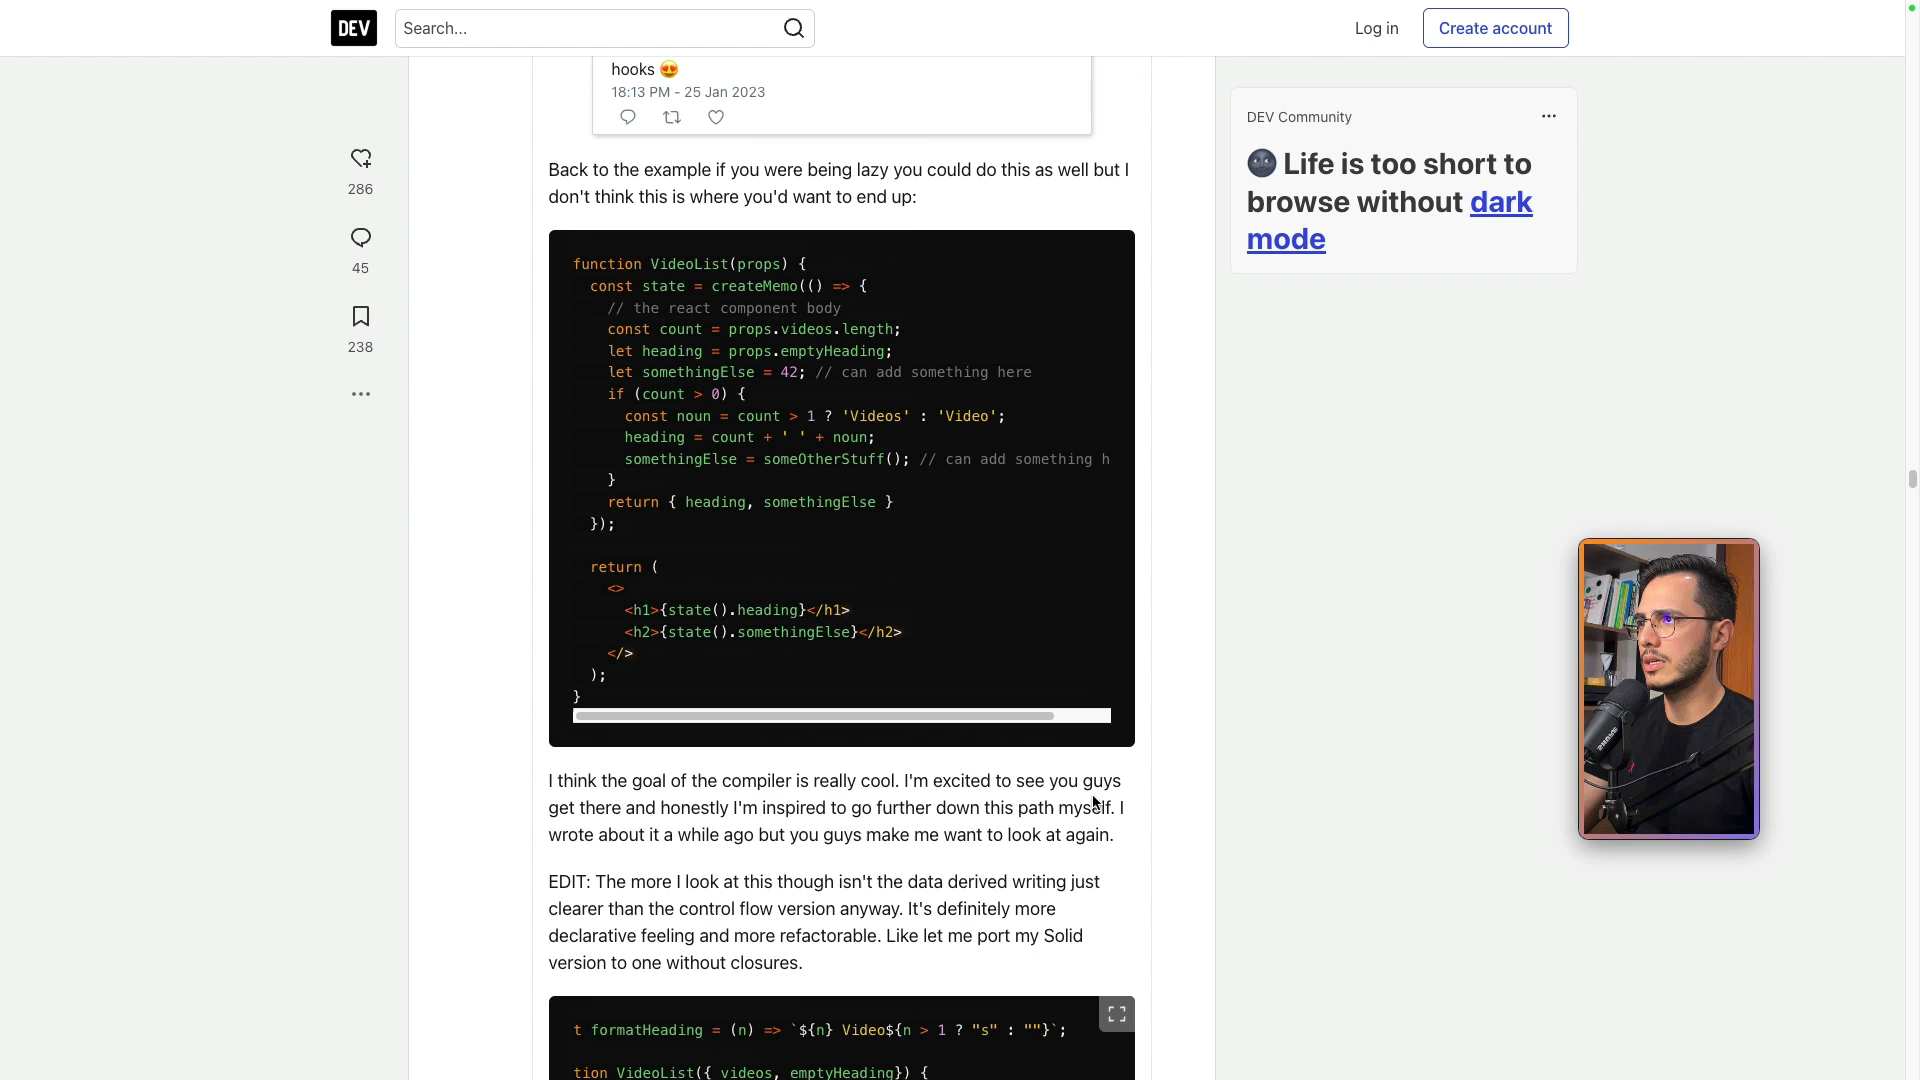 DEV
Search...
Log in
Create account
hooks 😍
18:13 PM - 25 Jan 2023
286
45
238
Back to the example if you were being lazy you could do this as well but I
don't think this is where you'd want to end up:
function VideoList(props) {
  const state = createMemo(() => {
    // the react component body
    const count = props.videos.length;
    let heading = props.emptyHeading;
    let somethingElse = 42; // can add something here
    if (count > 0) {
      const noun = count > 1 ? 'Videos' : 'Video';
      heading = count + ' ' + noun;
      somethingElse = someOtherStuff(); // can add something h
    }
    return { heading, somethingElse }
  });
  return (
    <>
      <h1>{state().heading}</h1>
      <h2>{state().somethingElse}</h2>
    </>
  );
}
I think the goal of the compiler is really cool. I'm excited to see you guys
get there and honestly I'm inspired to go further down this path myself. I
wrote about it a while ago but you guys make me want to look at again.
EDIT: The more I look at this though isn't the data derived writing just
clearer than the control flow version anyway. It's definitely more
declarative feeling and more refactorable. Like let me port my Solid
version to one without closures.
t formatHeading = (n) => `${n} Video${n > 1 ? "s" : ""}`;
tion VideoList({ videos, emptyHeading}) {
DEV Community
🌚 Life is too short to
browse without dark
mode